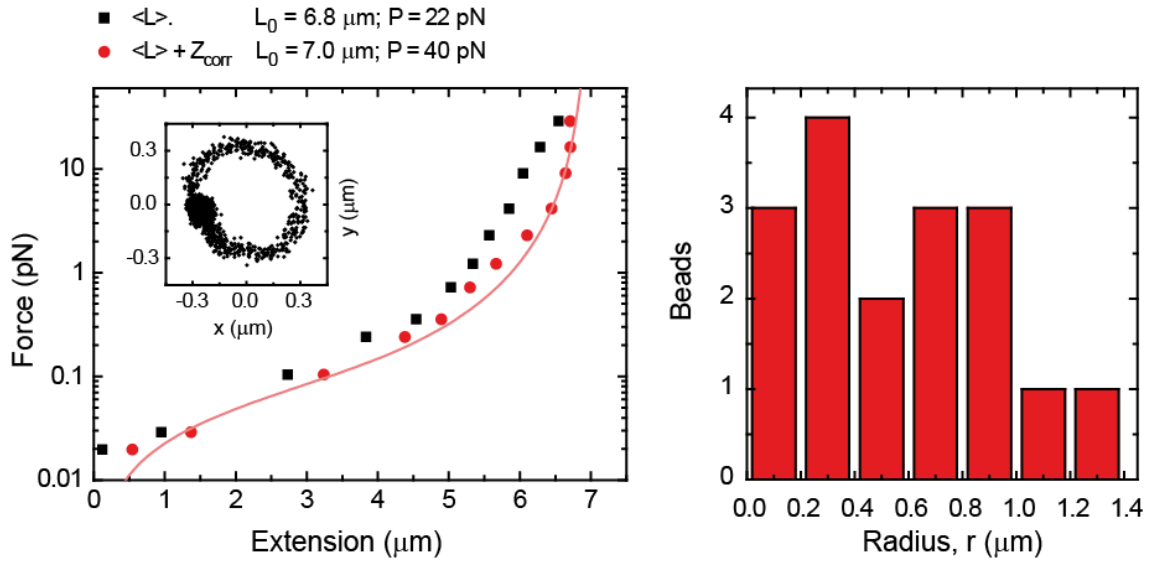 <L>. L₀ = 6.8 μm; P = 22 pN
<L> + Zcorr L₀ = 7.0 μm; P = 40 pN
Force (pN)
10
1
0.1
0.01
0 1 2 3 4 5 6 7
Extension (μm)
0.3
0.0
-0.3
-0.3 0.0 0.3
x (μm)
y (μm)
Beads
4
3
2
1
0
0.0 0.2 0.4 0.6 0.8 1.0 1.2 1.4
Radius, r (μm)